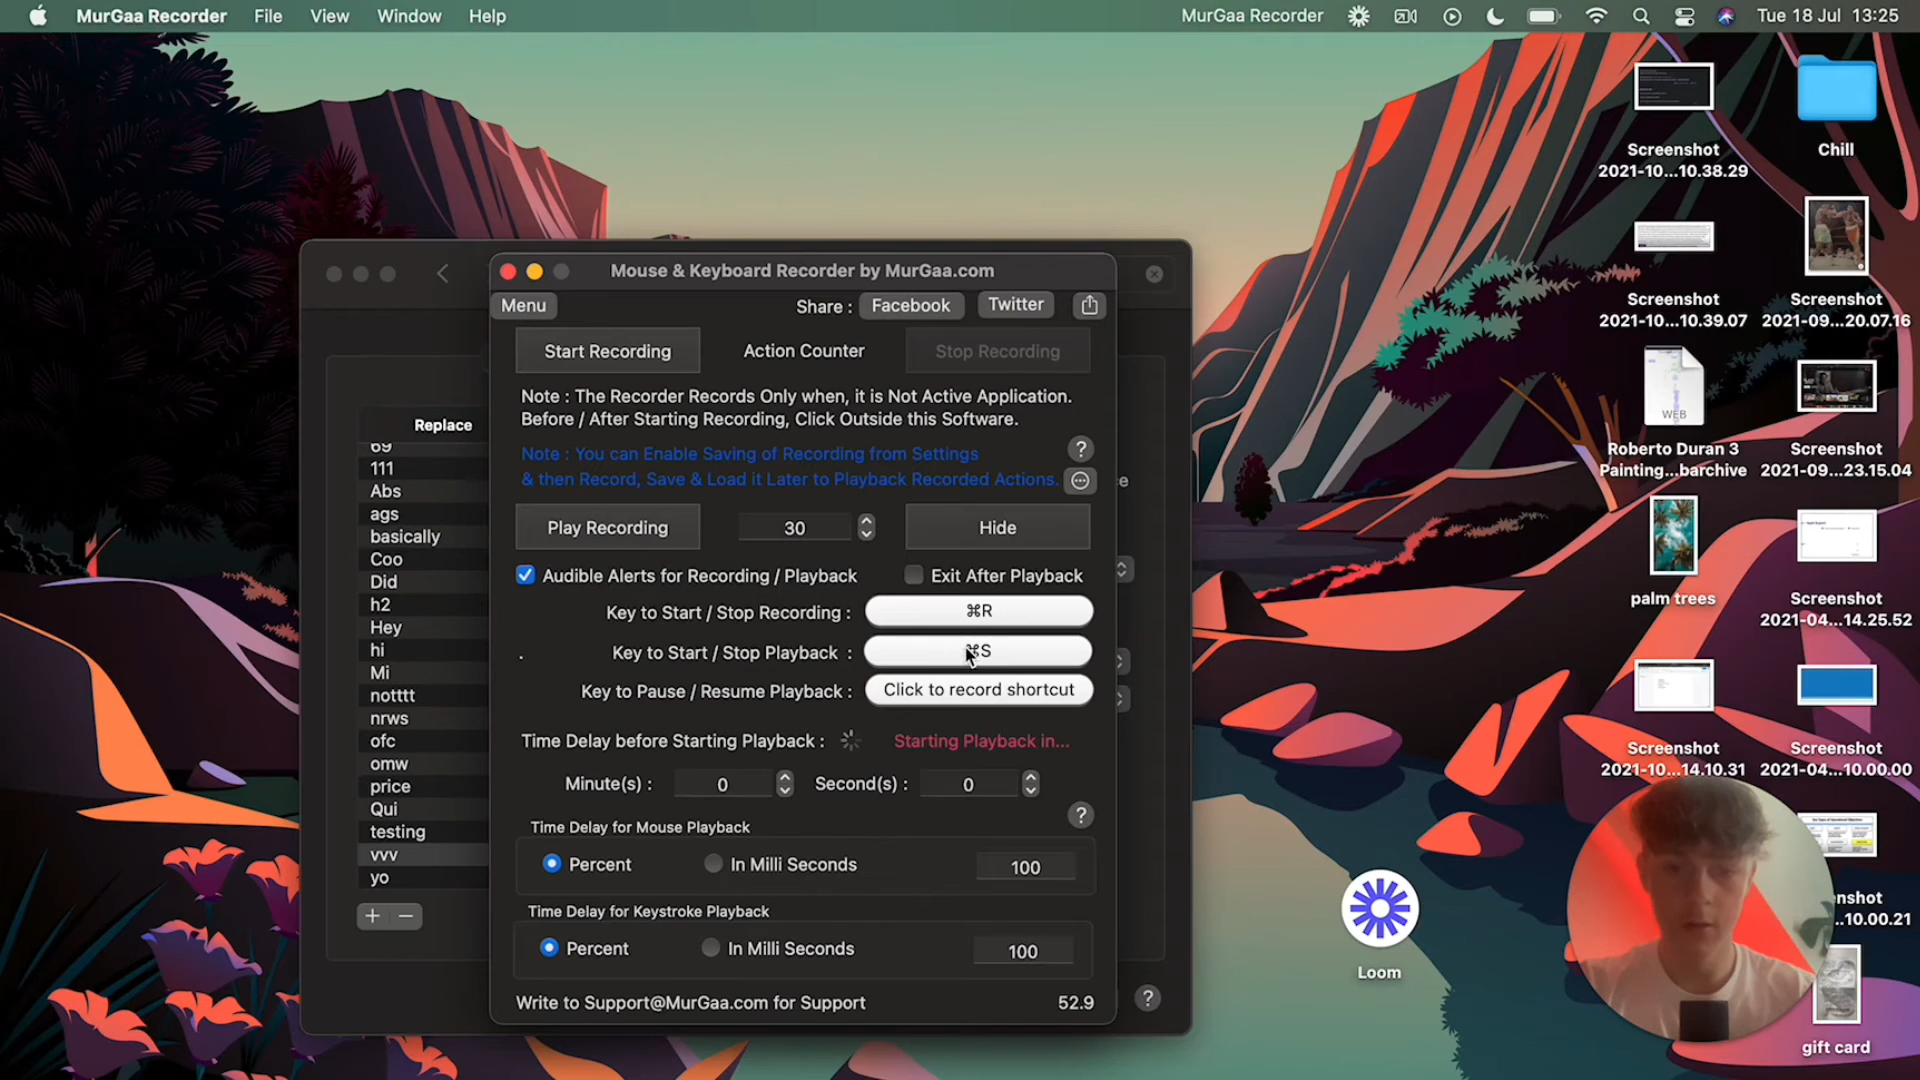 MurGaa Recorder File View Window Help MurGaa Recorder Tue 18 Jul 13:25
Mouse & Keyboard Recorder by MurGaa.com
Menu Share : Facebook Twitter
Start Recording Action Counter Stop Recording
Note : The Recorder Records Only when, it is Not Active Application.
Before / After Starting Recording, Click Outside this Software.
Note : You can Enable Saving of Recording from Settings ?
& then Record, Save & Load it Later to Playback Recorded Actions.
Play Recording 30 Hide
Audible Alerts for Recording / Playback Exit After Playback
Key to Start / Stop Recording : ⌘R
. Key to Start / Stop Playback : ⌘S
Key to Pause / Resume Playback : Click to record shortcut
Time Delay before Starting Playback : Starting Playback in...
Minute(s) : 0 Second(s) : 0
Time Delay for Mouse Playback ?
Percent In Milli Seconds 100
Time Delay for Keystroke Playback
Percent In Milli Seconds 100
Write to Support@MurGaa.com for Support 52.9
Replace
69
111
Abs
ags
basically
Coo
Did
h2
Hey
hi
Mi
notttt
nrws
ofc
omw
price
Qui
testing
vvv
yo
+ −
?
Screenshot
2021-10...10.38.29
Chill
Screenshot
2021-10...10.39.07
Screenshot
2021-09...20.07.16
WEB
Roberto Duran 3
Painting...barchive
Screenshot
2021-09...23.15.04
palm trees
Screenshot
2021-04...14.25.52
Screenshot
2021-10...14.10.31
Screenshot
2021-04...10.00.00
Loom
nshot
...10.00.21
gift card